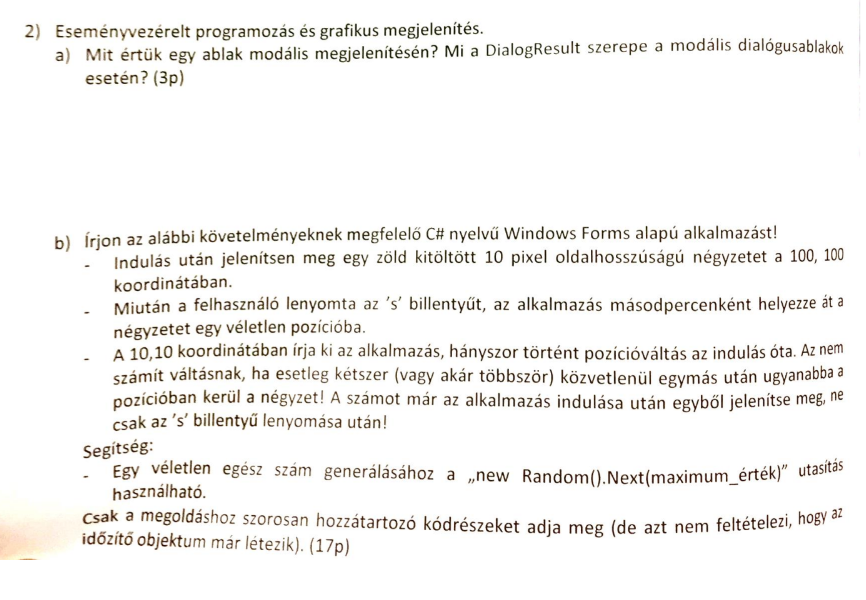 2) Eseményvezérelt programozás és grafikus megjelenítés.
a) Mit értük egy ablak modális megjelenítésén? Mi a DialogResult szerepe a modális dialógusablakok
esetén? (3p)
b) Írjon az alábbi követelményeknek megfelelő C# nyelvű Windows Forms alapú alkalmazást!
- Indulás után jelenítsen meg egy zöld kitöltött 10 pixel oldalhosszúságú négyzetet a 100, 100
koordinátában.
- Miután a felhasználó lenyomta az 's' billentyűt, az alkalmazás másodpercenként helyezze át a
négyzetet egy véletlen pozícióba.
- A 10,10 koordinátában írja ki az alkalmazás, hányszor történt pozícióváltás az indulás óta. Az nem
számít váltásnak, ha esetleg kétszer (vagy akár többször) közvetlenül egymás után ugyanabba a
pozícióban kerül a négyzet! A számot már az alkalmazás indulása után egyből jelenítse meg, ne
csak az 's' billentyű lenyomása után!
Segítség:
- Egy véletlen egész szám generálásához a „new Random().Next(maximum_érték)” utasítás
használható.
Csak a megoldáshoz szorosan hozzátartozó kódrészeket adja meg (de azt nem feltételezi, hogy az
időzítő objektum már létezik). (17p)